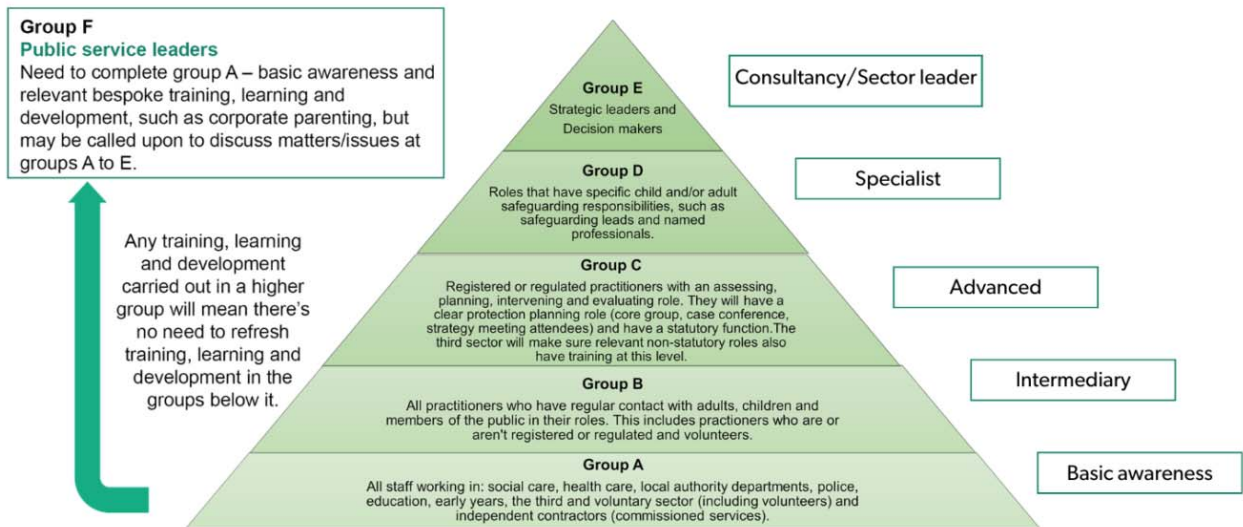 Group F
Public service leaders
Need to complete group A – basic awareness and
relevant bespoke training, learning and
development, such as corporate parenting, but
may be called upon to discuss matters/issues at
groups A to E.
Any training, learning
and development
carried out in a higher
group will mean there's
no need to refresh
training, learning and
development in the
groups below it.
Group E
Strategic leaders and
Decision makers
Consultancy/Sector leader
Group D
Roles that have specific child and/or adult
safeguarding responsibilities, such as
safeguarding leads and named
professionals.
Specialist
Group C
Registered or regulated practitioners with an assessing,
planning, intervening and evaluating role. They will have a
clear protection planning role (core group, case conference,
strategy meeting attendees) and have a statutory function.The
third sector will make sure relevant non-statutory roles also
have training at this level.
Advanced
Group B
All practitioners who have regular contact with adults, children and
members of the public in their roles. This includes practioners who are or
aren't registered or regulated and volunteers.
Intermediary
Group A
All staff working in: social care, health care, local authority departments, police,
education, early years, the third and voluntary sector (including volunteers) and
independent contractors (commissioned services).
Basic awareness